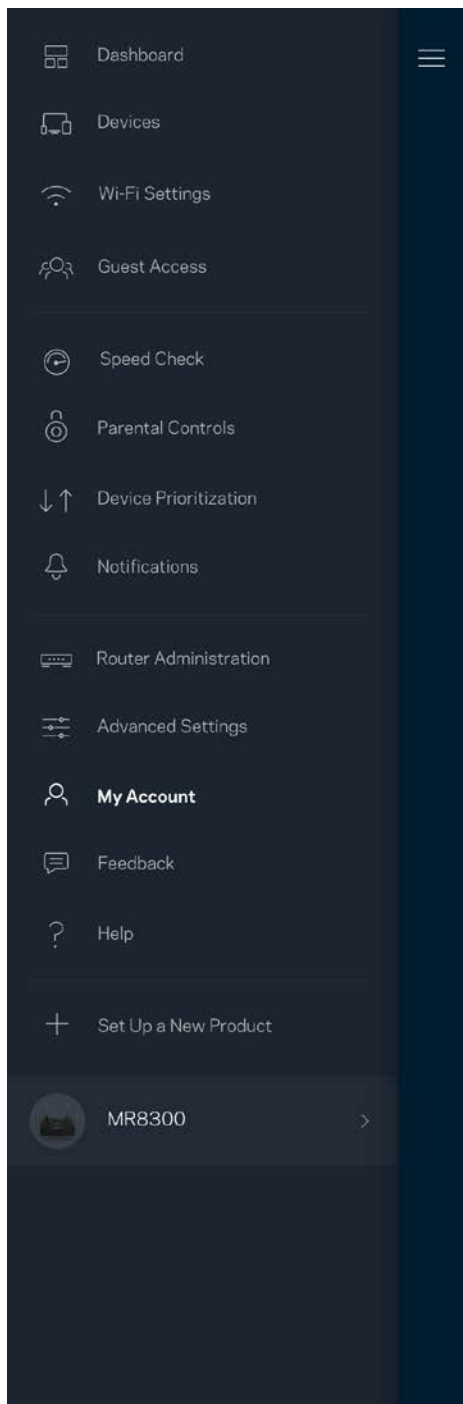 Dashboard
Devices
Wi-Fi Settings
Guest Access
Speed Check
Parental Controls
Device Prioritization
Notifications
Router Administration
Advanced Settings
My Account
Feedback
Help
Set Up a New Product
MR8300